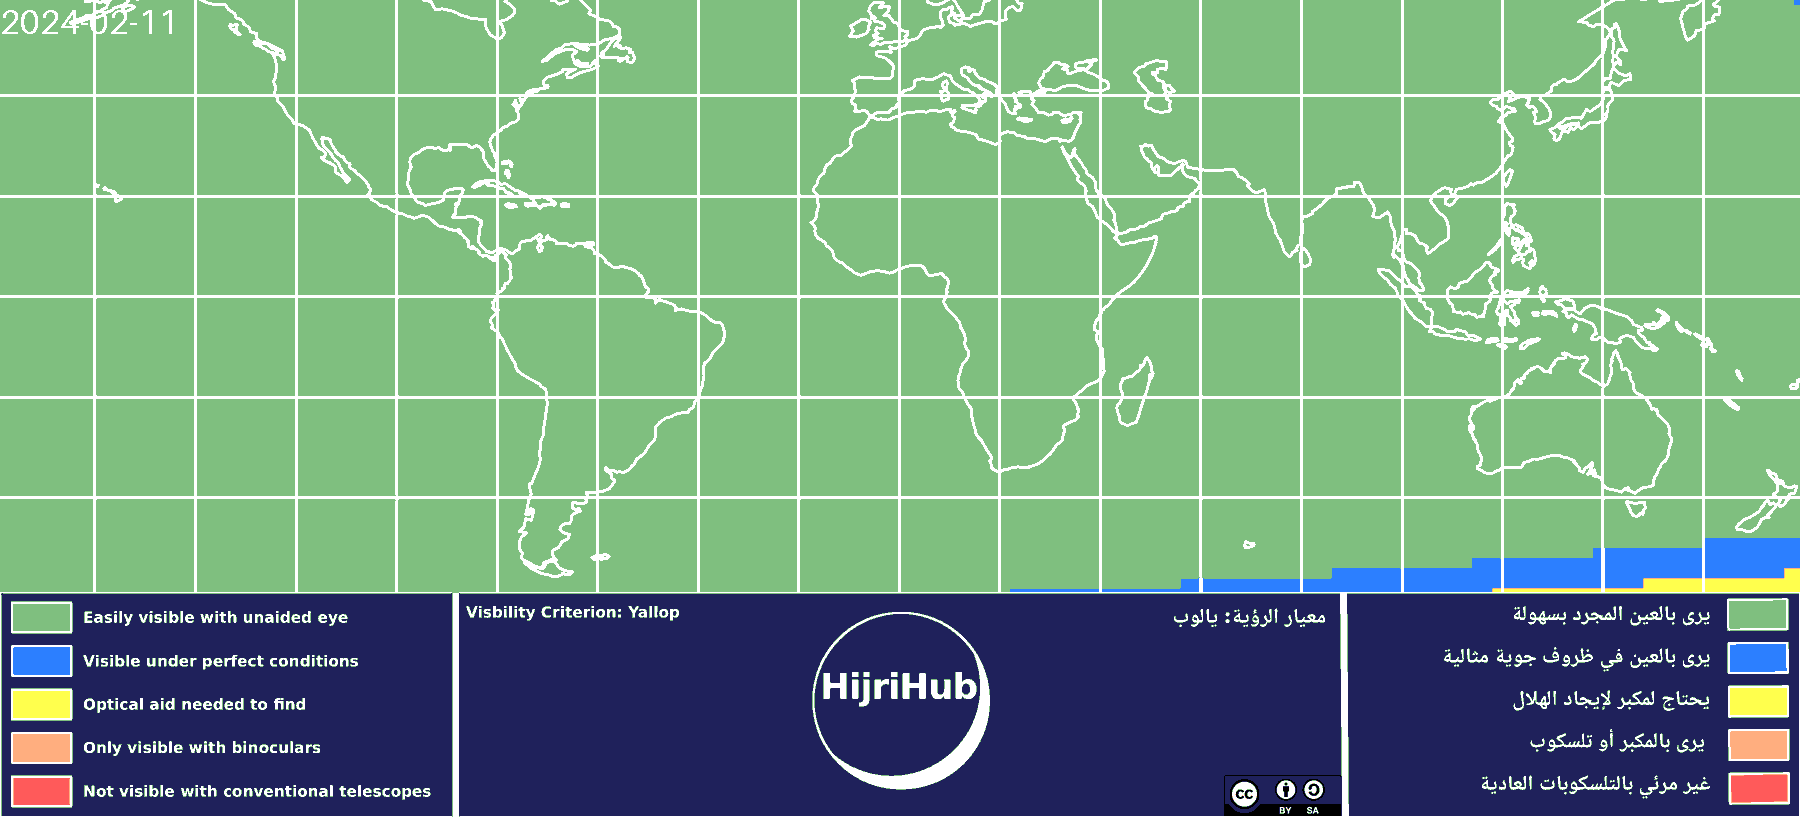 2024-02-11
Easily visible with unaided eye
Visible under perfect conditions
Optical aid needed to find
Only visible with binoculars
Not visible with conventional telescopes
Visbility Criterion: Yallop
معيار الرؤية: يالوب
HijriHub
cc
BY SA
يرى بالعين المجرد بسهولة
يرى بالعين في ظروف جوية مثالية
يحتاج لمكبر لإيجاد الهلال
يرى بالمكبر أو تلسكوب
غير مرئي بالتلسكوبات العادية